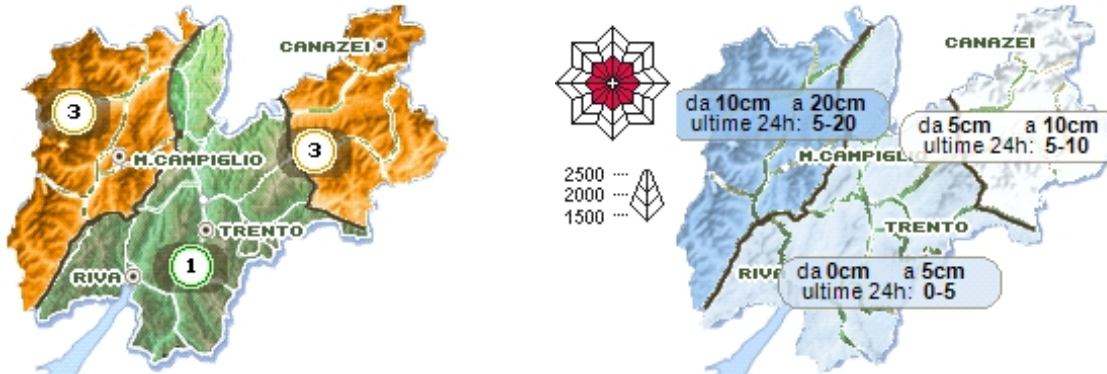 CANAZEI
3
3
M.CAMPIGLIO
TRENTO
1
RIVA
CANAZEI
da 10cm a 20cm
ultime 24h: 5-20
da 5cm a 10cm
ultime 24h: 5-10
M.CAMPIGLIO
2500
2000
1500
TRENTO
RIVA
da 0cm a 5cm
ultime 24h: 0-5